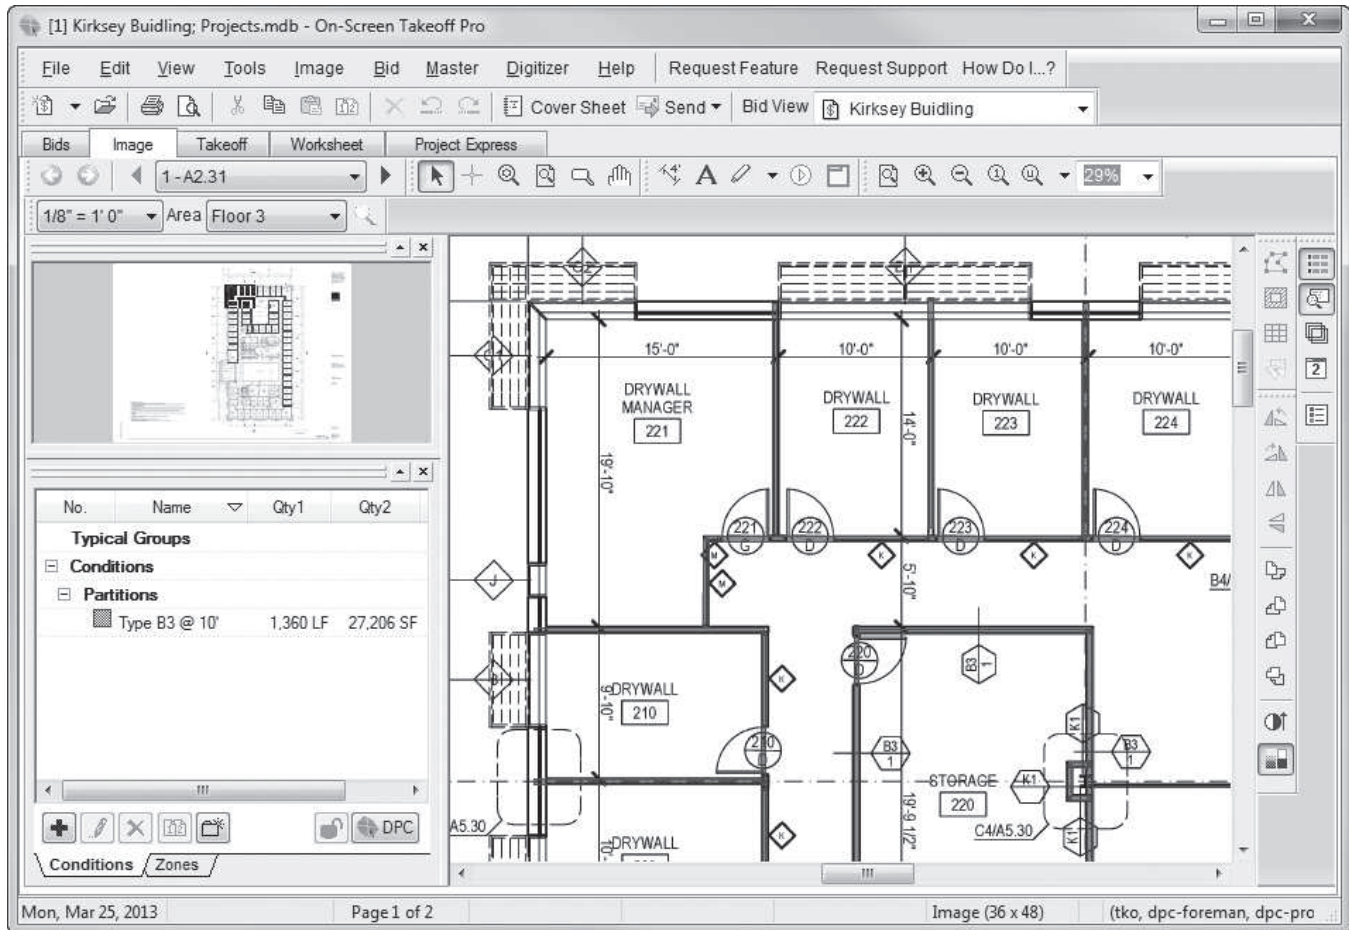 [1] Kirksey Buidling; Projects.mdb - On-Screen Takeoff Pro
File Edit View Tools Image Bid Master Digitizer Help Request Feature Request Support How Do I...?
Cover Sheet Send Bid View Kirksey Buidling
Bids Image Takeoff Worksheet Project Express
1 - A2.31 29%
1/8" = 1' 0" Area Floor 3
No. Name Qty1 Qty2
Typical Groups
Conditions
Partitions
Type B3 @ 10' 1,360 LF 27,206 SF
DPC
Conditions Zones
15'-0" 10'-0" 10'-0" 10'-0"
DRYWALL
MANAGER
221
DRYWALL
222
DRYWALL
223
DRYWALL
224
19'-10"
14'-0"
221
G
222
D
223
D
224
D
M K K K
M
J
5'-10"
B4/
220
D
B3
1
DRYWALL
210
9'-10"
K
210
B3
1
K1
B3
1
STORAGE
220
K1
19'-9 1/2"
C4/A5.30
K1
A5.30
K
DRYWALL
10'-
2
Mon, Mar 25, 2013 Page 1 of 2 Image (36 x 48) (tko, dpc-foreman, dpc-pro